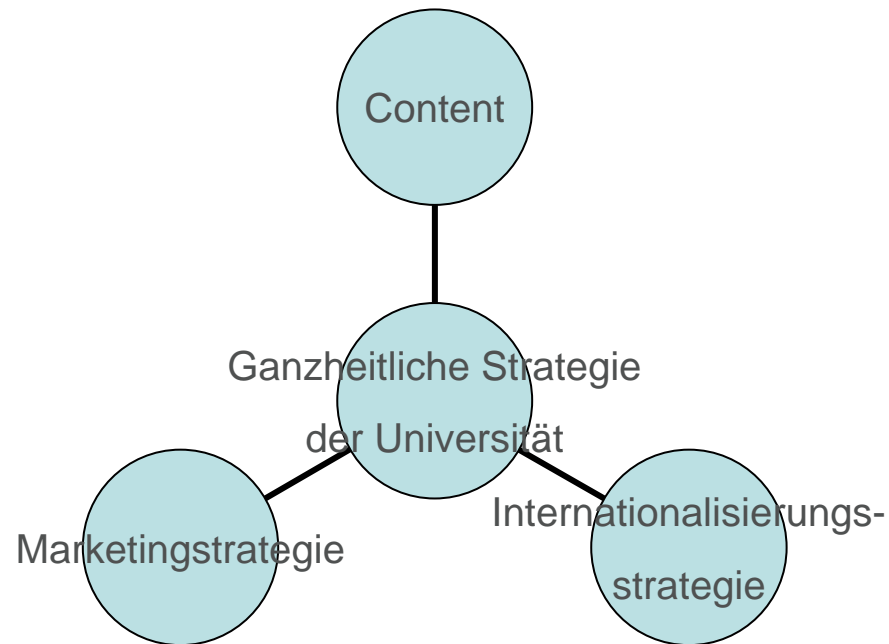 Content
Ganzheitliche Strategie
der Universität
Marketingstrategie
Internationalisierungs-
strategie